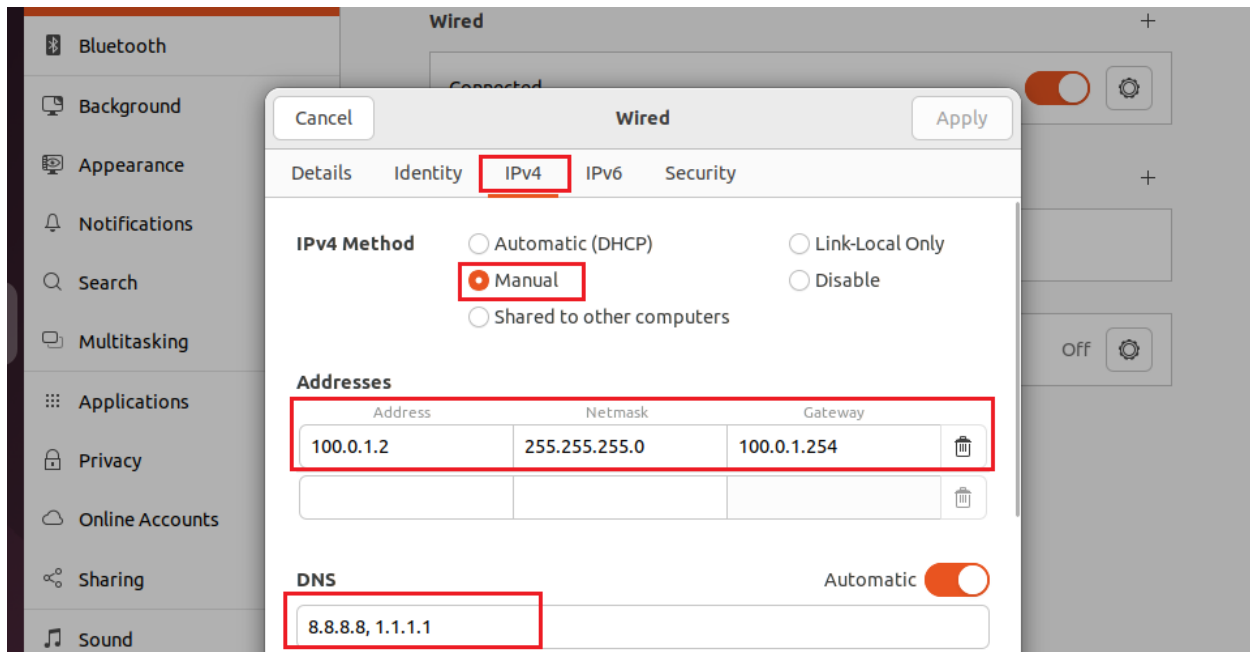 Bluetooth
Background
Appearance
Notifications
Search
Multitasking
Applications
Privacy
Online Accounts
Sharing
Sound
Wired
Connected
Off
Cancel
Wired
Apply
Details Identity IPv4 IPv6 Security
IPv4 Method
Automatic (DHCP) Link-Local Only
Manual Disable
Shared to other computers
Addresses
Address Netmask Gateway
100.0.1.2 255.255.255.0 100.0.1.254
DNS Automatic
8.8.8.8, 1.1.1.1